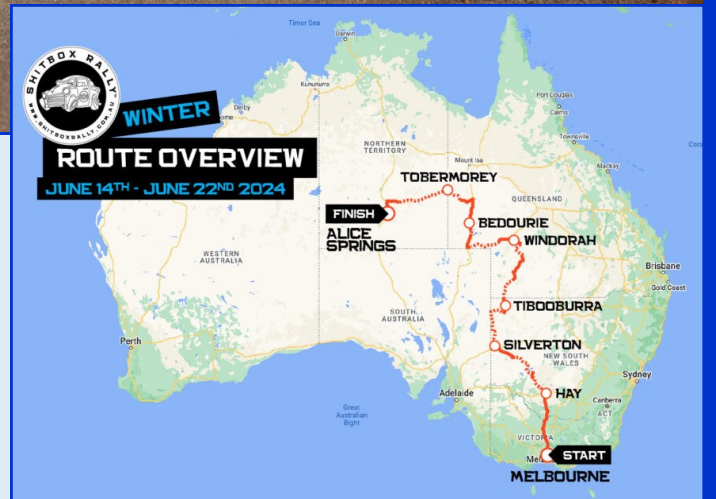 SHITBOX RALLY
WWW.SHITBOXRALLY.COM.AU
WINTER
ROUTE OVERVIEW
JUNE 14TH - JUNE 22ND 2024
Timor Sea
Darwin
Kununurra
Derby
NORTHERN
TERRITORY
Port Douglas
Cairns
Townsville
Mount Isa
Mackay
TOBERMOREY
QUEENSLAND
FINISH
ALICE
SPRINGS
BEDOURIE
WINDORAH
WESTERN
AUSTRALIA
Brisbane
Gold Coast
TIBOOBURRA
SOUTH
AUSTRALIA
Perth
SILVERTON
NEW SOUTH
WALES
Sydney
Adelaide
HAY
Canberra
ACT
Great
Australian
Bight
VICTORIA
START
MELBOURNE